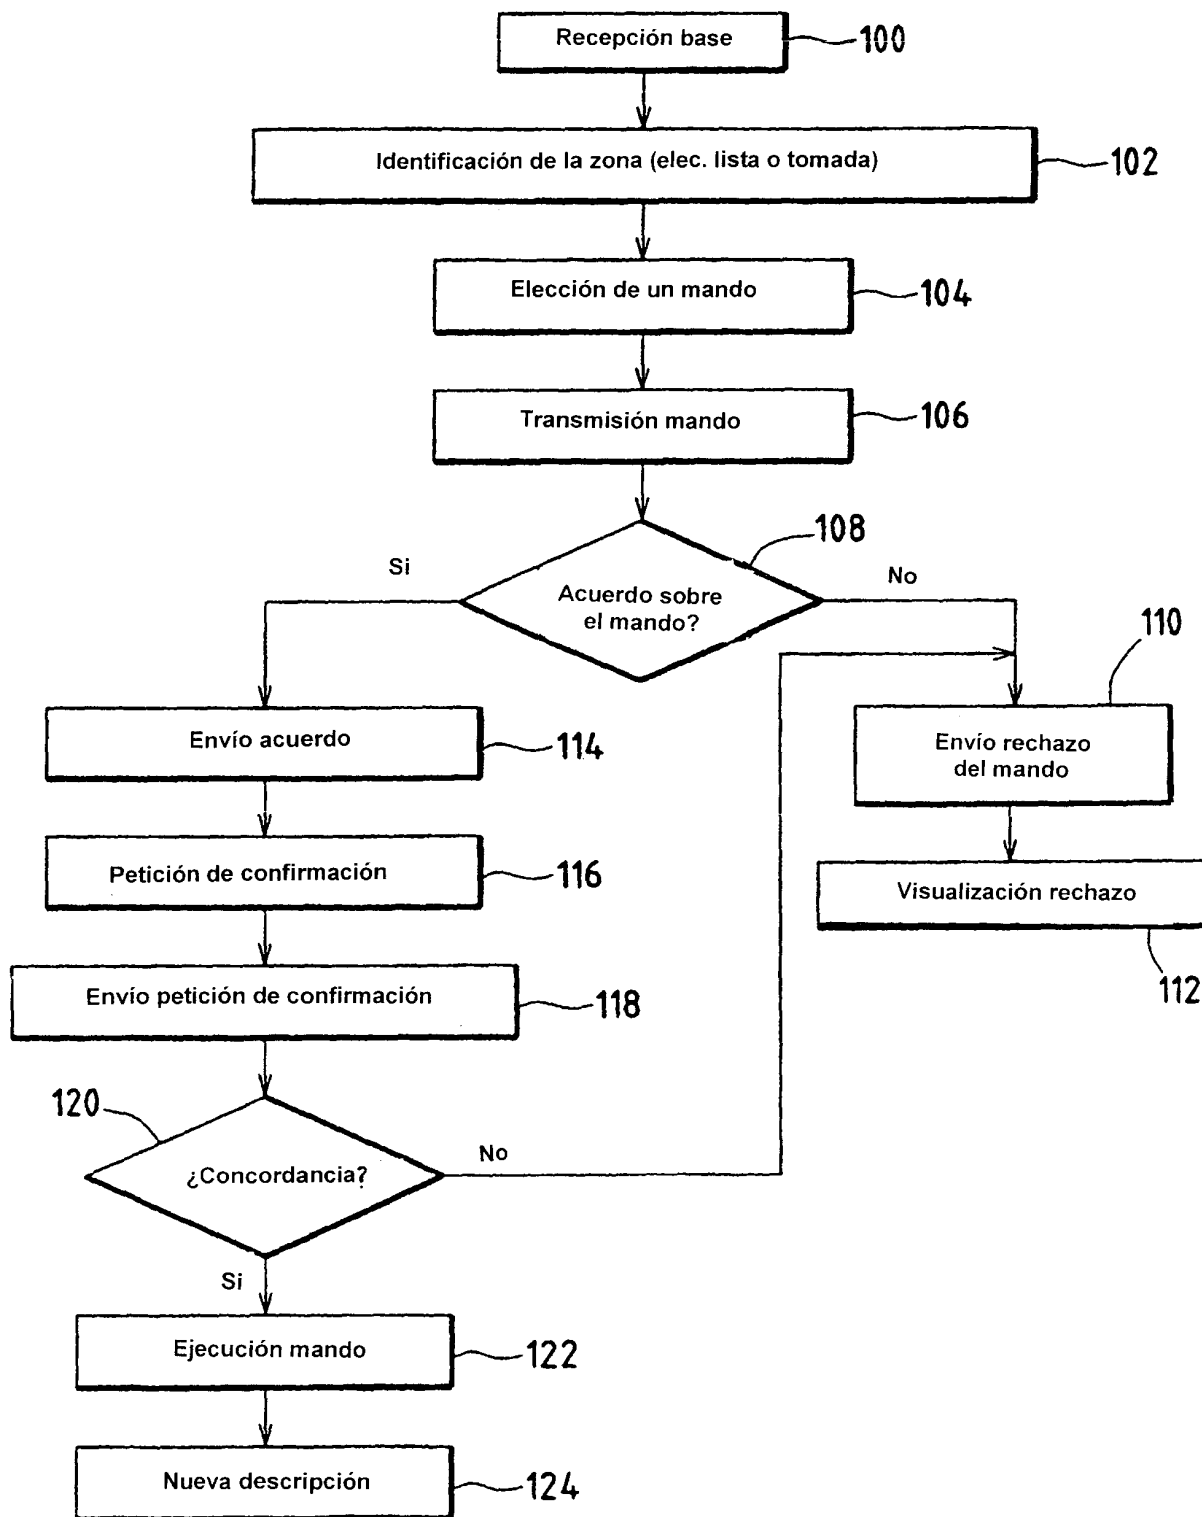 Recepción base
100
Identificación de la zona (elec. lista o tomada)
102
Elección de un mando
104
Transmisión mando
106
108
Si
No
Acuerdo sobre
el mando?
110
Envío acuerdo
114
Envío rechazo
del mando
Petición de confirmación
116
Visualización rechazo
112
Envío petición de confirmación
118
120
¿Concordancia?
No
Si
Ejecución mando
122
Nueva descripción
124